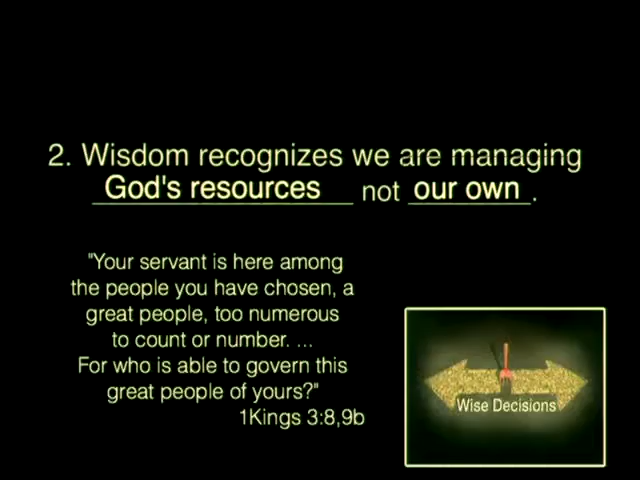 2. Wisdom recognizes we are managing
God's resources not our own.
"Your servant is here among
the people you have chosen, a
great people, too numerous
to count or number. ...
For who is able to govern this
great people of yours?"
1Kings 3:8,9b
Wise Decisions